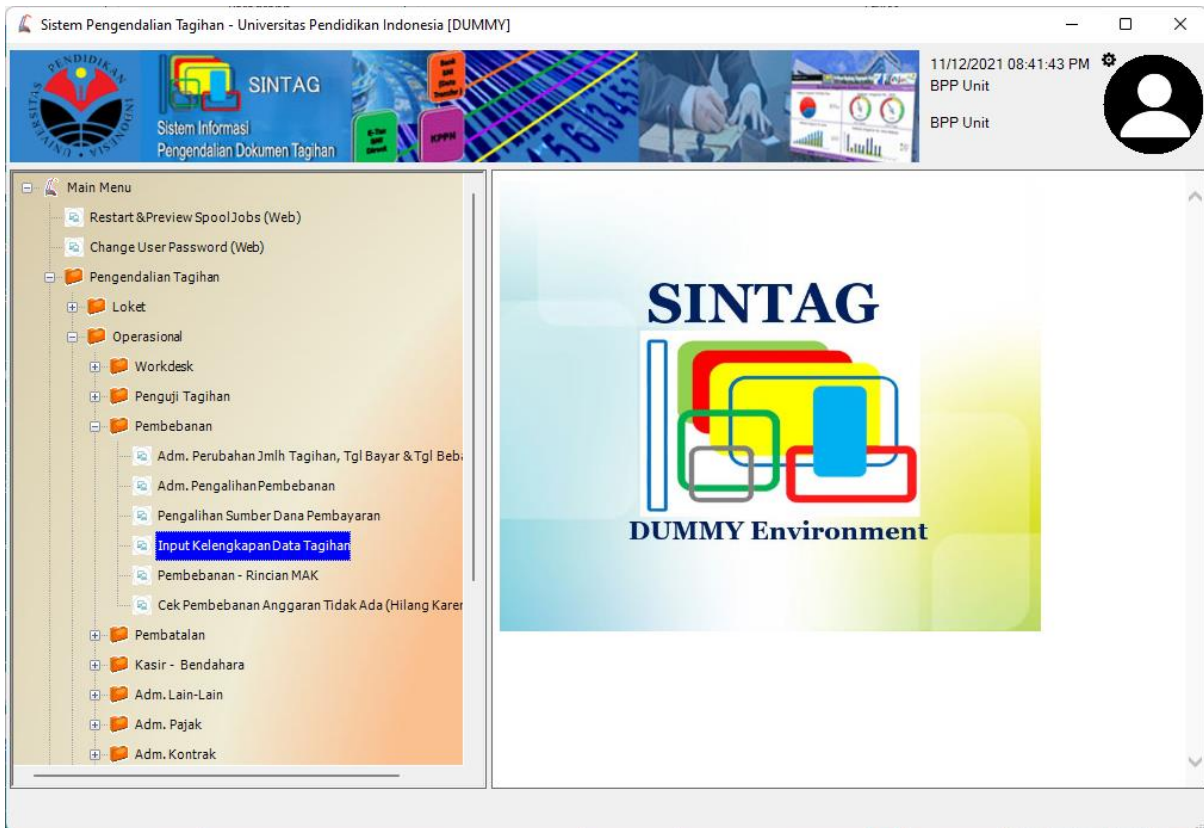 Sistem Pengendalian Tagihan - Universitas Pendidikan Indonesia [DUMMY]
UNIVERSITAS PENDIDIKAN INDONESIA
SINTAG
Sistem Informasi
Pengendalian Dokumen Tagihan
KPPN
11/12/2021 08:41:43 PM
BPP Unit
BPP Unit
Main Menu
Restart &Preview Spool Jobs (Web)
Change User Password (Web)
Pengendalian Tagihan
Loket
Operasional
Workdesk
Penguji Tagihan
Pembebanan
Adm. Perubahan Jmlh Tagihan, Tgl Bayar & Tgl Beba
Adm. Pengalihan Pembebanan
Pengalihan Sumber Dana Pembayaran
Input Kelengkapan Data Tagihan
Pembebanan - Rincian MAK
Cek Pembebanan Anggaran Tidak Ada (Hilang Karen
Pembatalan
Kasir - Bendahara
Adm. Lain-Lain
Adm. Pajak
Adm. Kontrak
SINTAG
DUMMY Environment